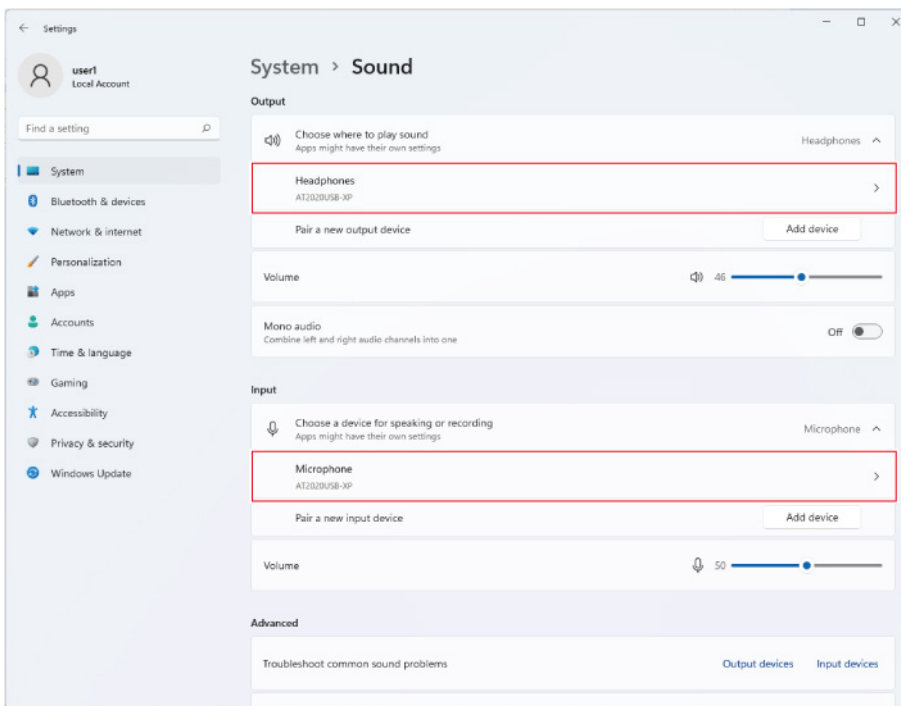 Settings
user1
Local Account
Find a setting
System
Bluetooth & devices
Network & internet
Personalization
Apps
Accounts
Time & language
Gaming
Accessibility
Privacy & security
Windows Update
System > Sound
Output
Choose where to play sound
Apps might have their own settings
Headphones
Headphones
AT2020USB-XP
Pair a new output device
Add device
Volume
46
Mono audio
Combine left and right audio channels into one
Off
Input
Choose a device for speaking or recording
Apps might have their own settings
Microphone
Microphone
AT2020USB-XP
Pair a new input device
Add device
Volume
50
Advanced
Troubleshoot common sound problems
Output devices
Input devices